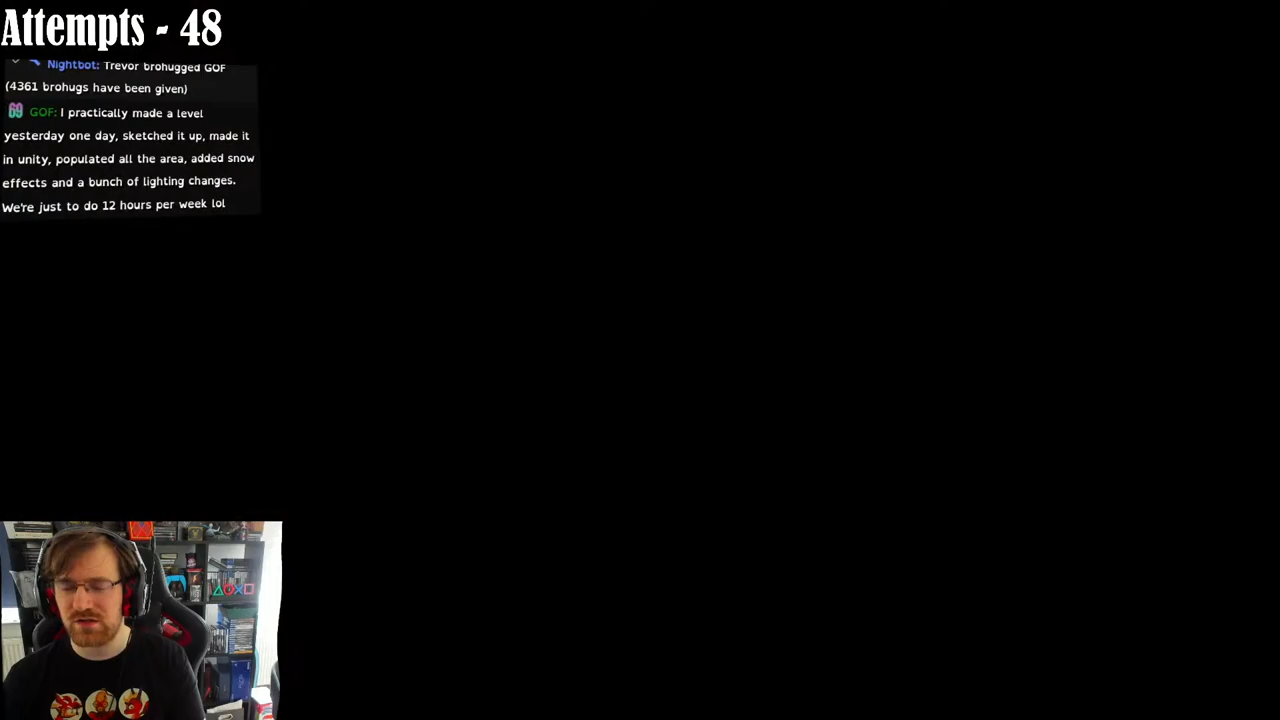 Attempts - 48
Nightbot: Trevor brohugged GOF
(4361 brohugs have been given)
GOF: I practically made a level
yesterday one day, sketched it up, made it
in unity, populated all the area, added snow
effects and a bunch of lighting changes.
We're just to do 12 hours per week lol